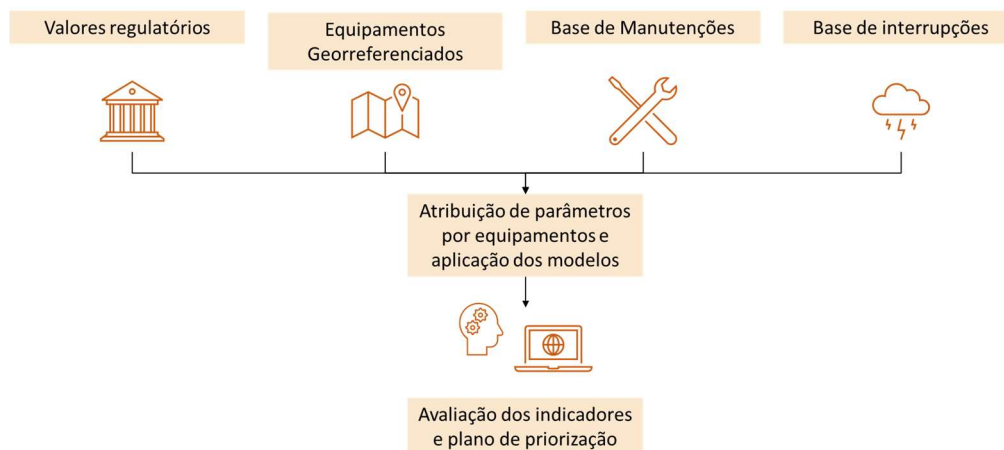 Valores regulatórios
Equipamentos
Georreferenciados
Base de Manutenções
Base de interrupções
Atribuição de parâmetros
por equipamentos e
aplicação dos modelos
Avaliação dos indicadores
e plano de priorização